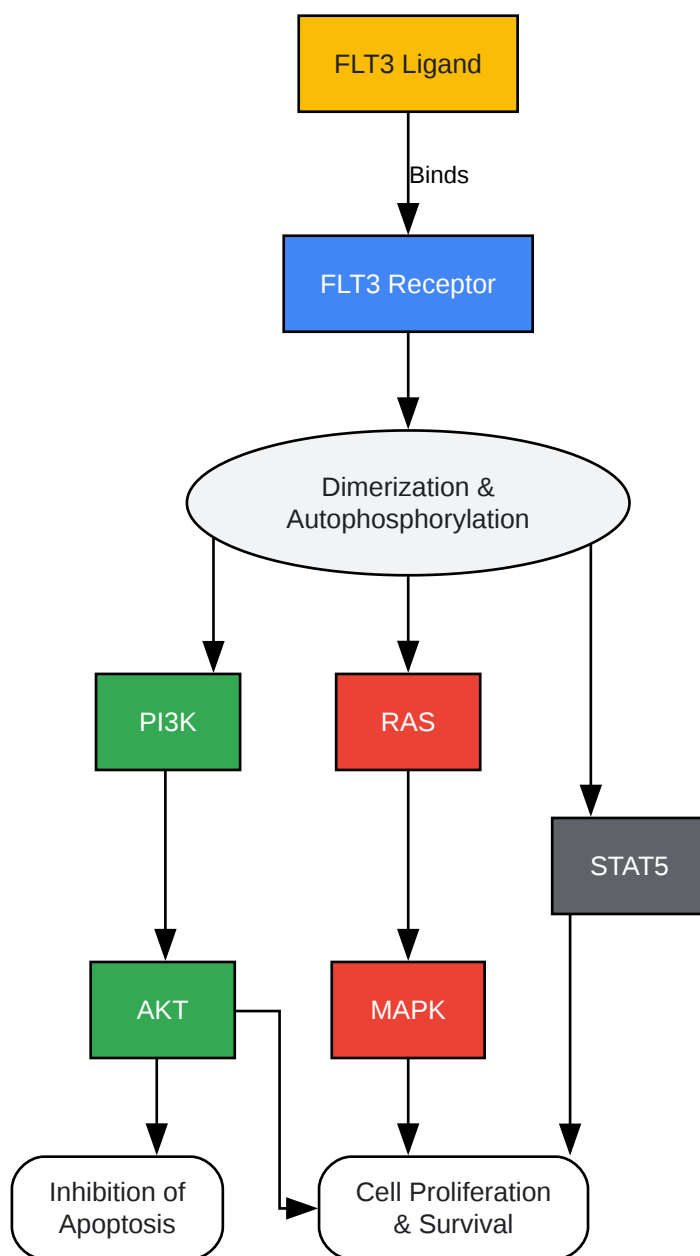 FLT3 Ligand
Binds
FLT3 Receptor
Dimerization &
Autophosphorylation
PI3K
RAS
STAT5
AKT
MAPK
Inhibition of
Apoptosis
Cell Proliferation
& Survival